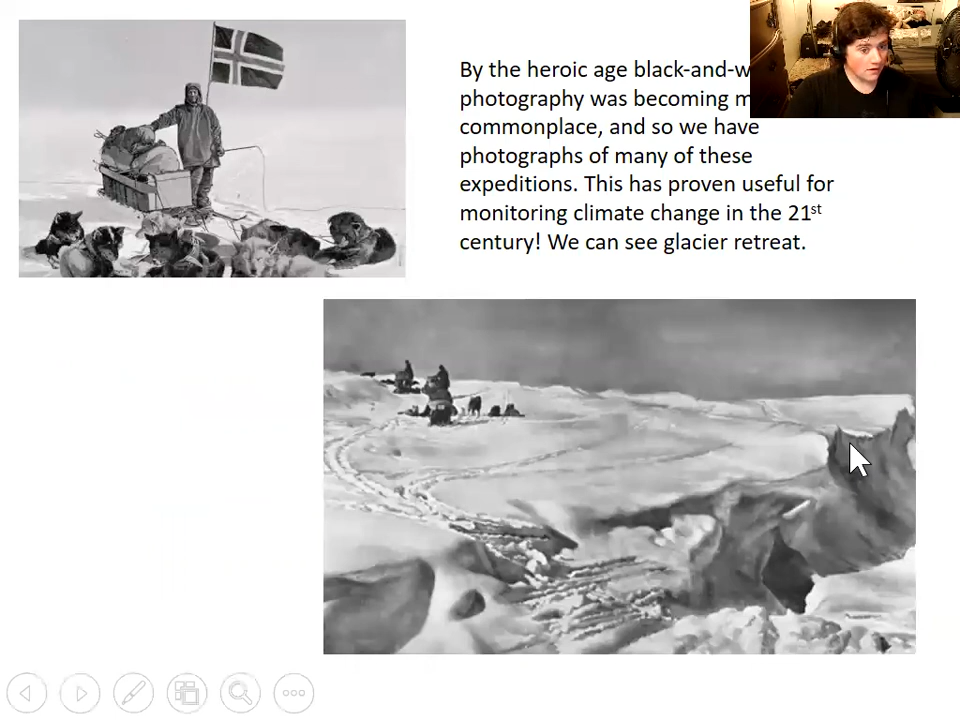 By the heroic age black-and-w
photography was becoming m
commonplace, and so we have
photographs of many of these
expeditions. This has proven useful for
monitoring climate change in the 21st
century! We can see glacier retreat.